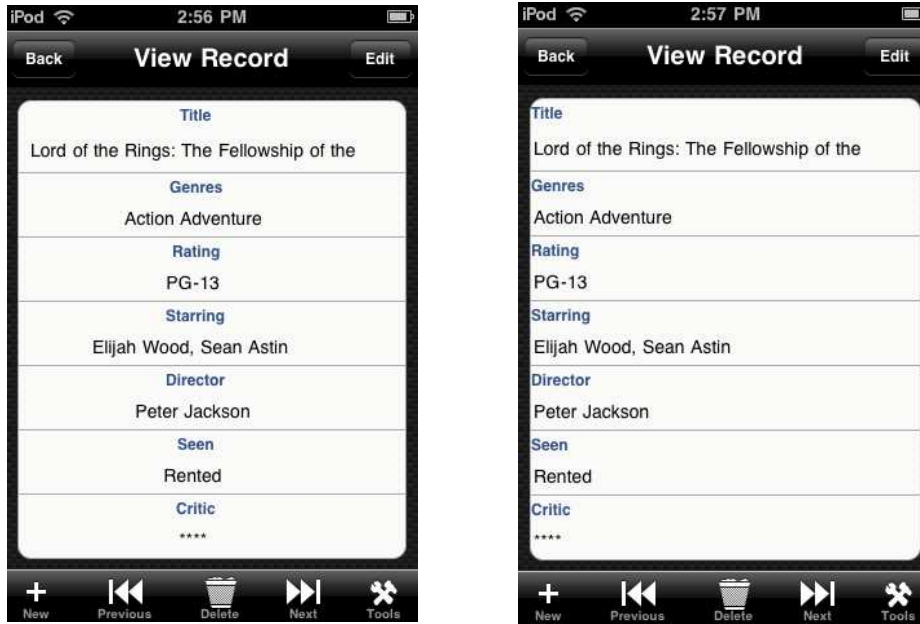 iPod 2:56 PM
Back View Record Edit
Title
Lord of the Rings: The Fellowship of the
Genres
Action Adventure
Rating
PG-13
Starring
Elijah Wood, Sean Astin
Director
Peter Jackson
Seen
Rented
Critic
****
New Previous Delete Next Tools
iPod 2:57 PM
Back View Record Edit
Title
Lord of the Rings: The Fellowship of the
Genres
Action Adventure
Rating
PG-13
Starring
Elijah Wood, Sean Astin
Director
Peter Jackson
Seen
Rented
Critic
****
New Previous Delete Next Tools